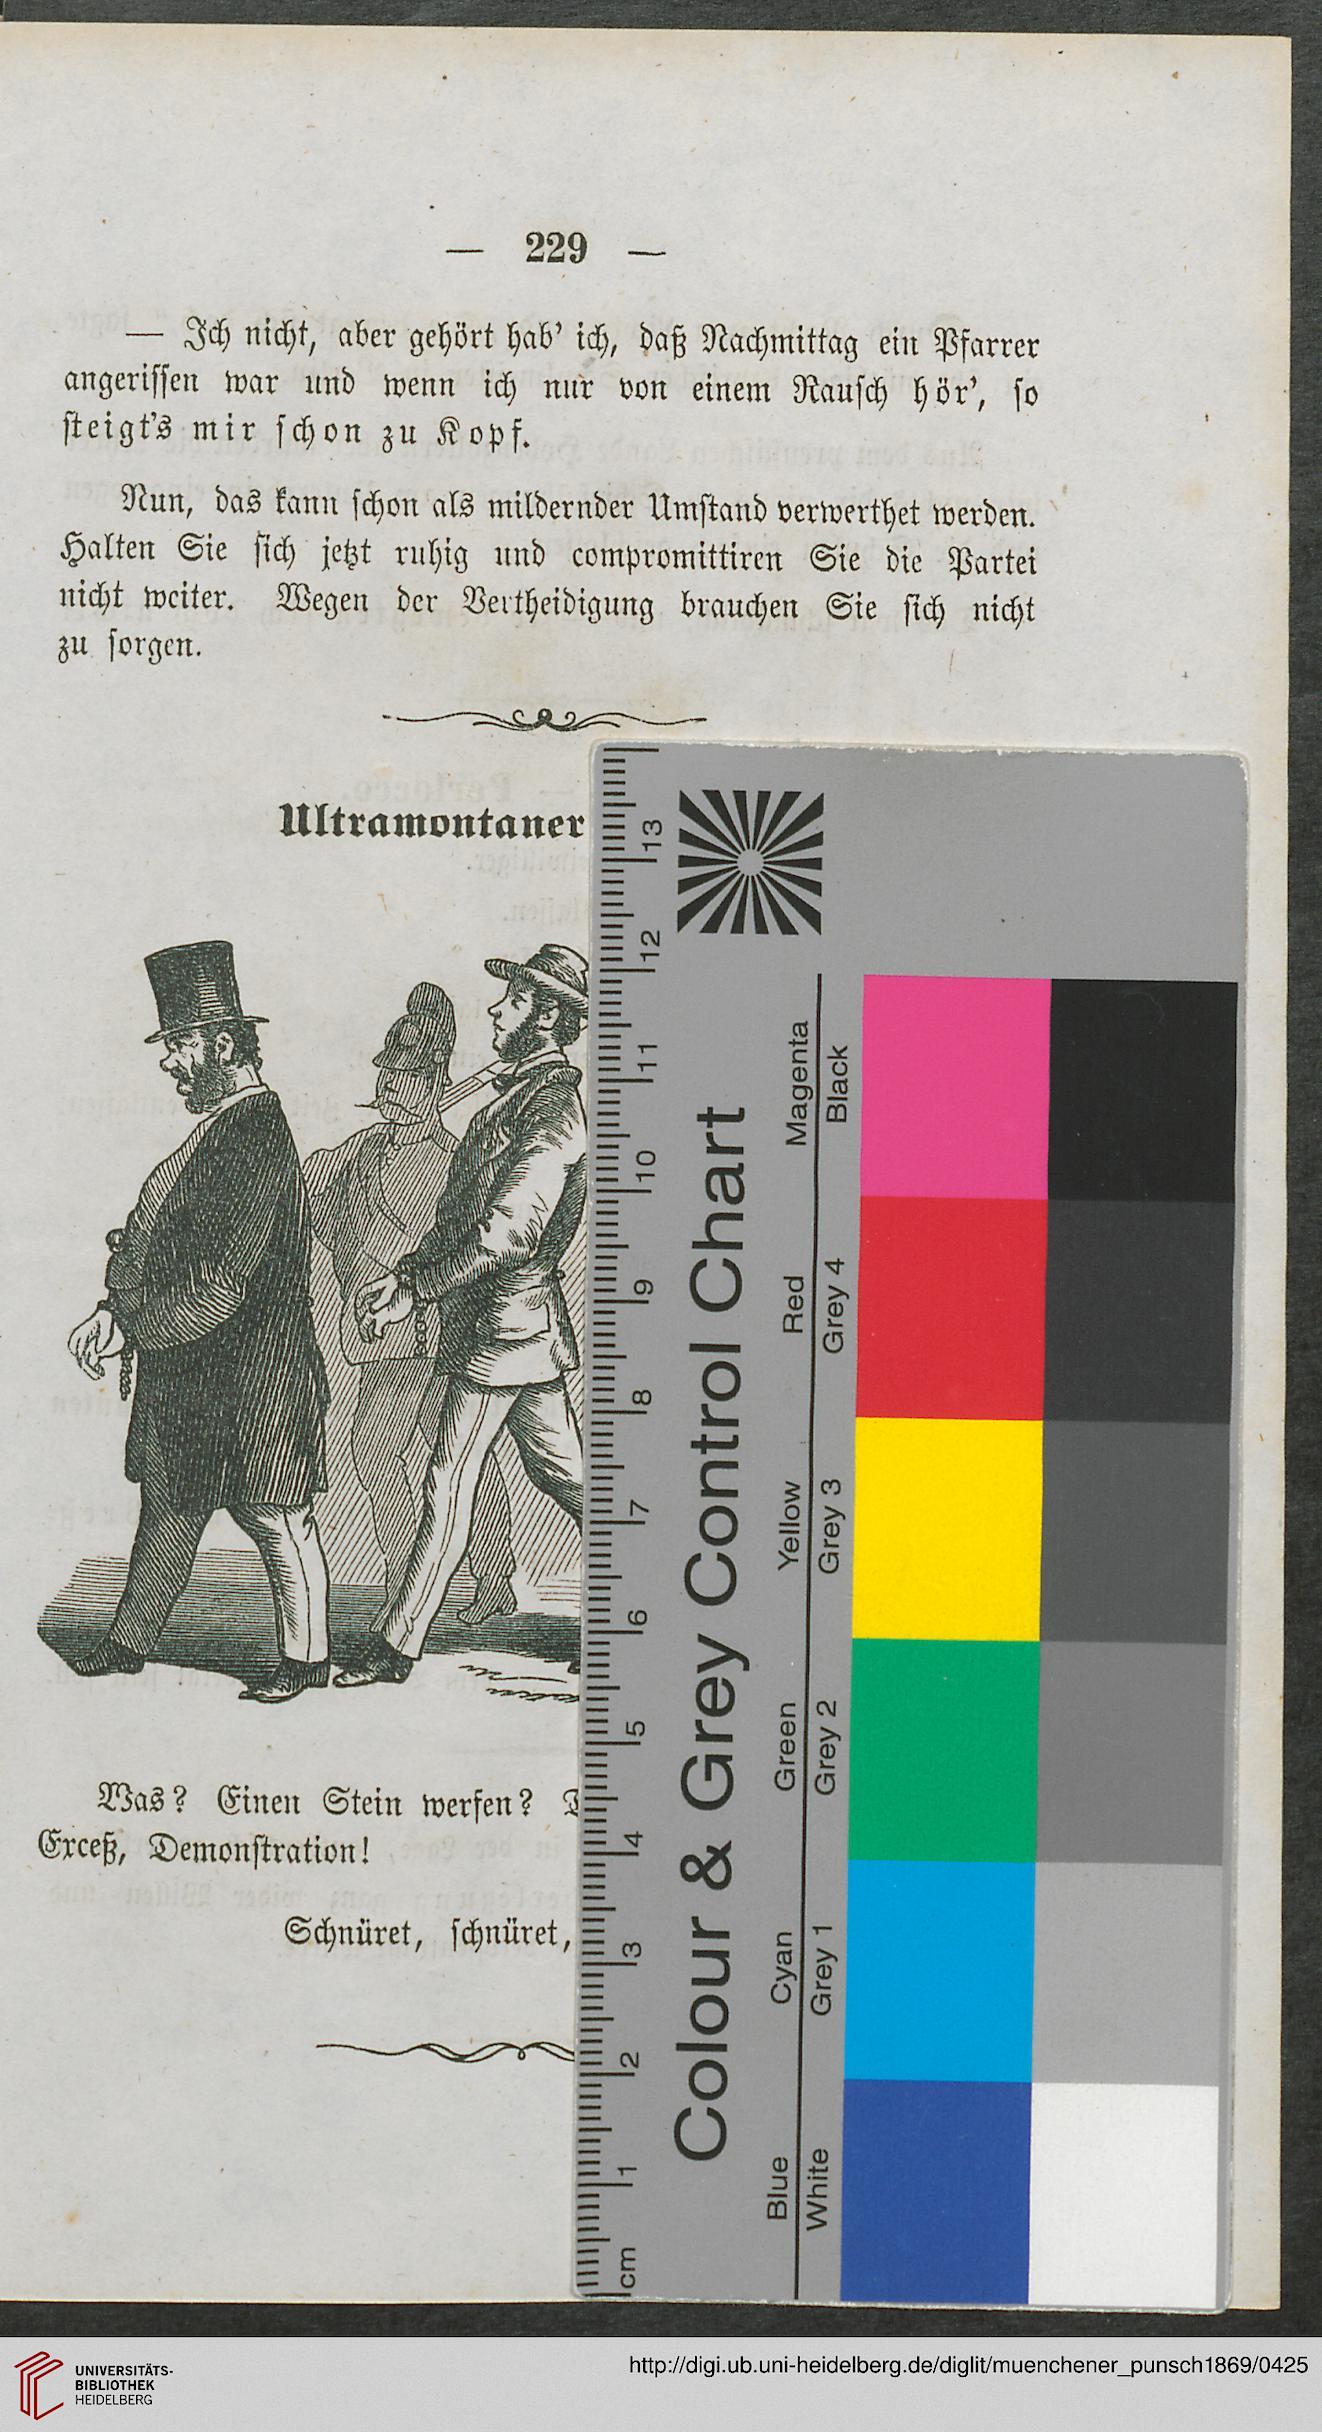 — 229 —
— Ich nicht, aber gehört hab’ ich, daß Nachmittag ein Pfarrer
angerissen war und wenn ich nur von einem Rausch hör’, so
steigt’s mir schon zu Kopf.
Nun, das kann schon als mildernder Umstand verwerthet werden.
Halten Sie sich jetzt ruhig und compromittiren Sie die Partei
nicht weiter. Wegen der Vertheidigung brauchen Sie sich nicht
zu sorgen.
Ultramontaner
Was? Einen Stein werfen?
Exceß, Demonstration!
Schnüret, schnüret,
13
12
11
10
9
8
7
6
5
4
3
2
1
cm
Colour & Grey Control Chart
Magenta
Red
Yellow
Green
Cyan
Blue
Black
Grey 4
Grey 3
Grey 2
Grey 1
White
UNIVERSITÄTS-
BIBLIOTHEK
HEIDELBERG
http://digi.ub.uni-heidelberg.de/diglit/muenchener_punsch1869/0425